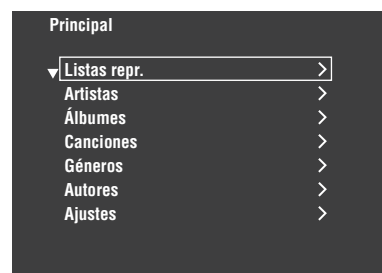 Principal
Listas repr.
Artistas
Álbumes
Canciones
Géneros
Autores
Ajustes